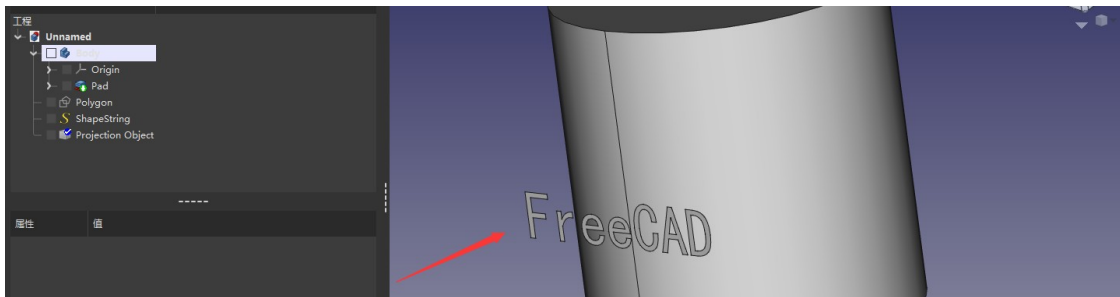 工程
Unnamed
Origin
Pad
Polygon
ShapeString
Projection Object
属性 值
FreeCAD